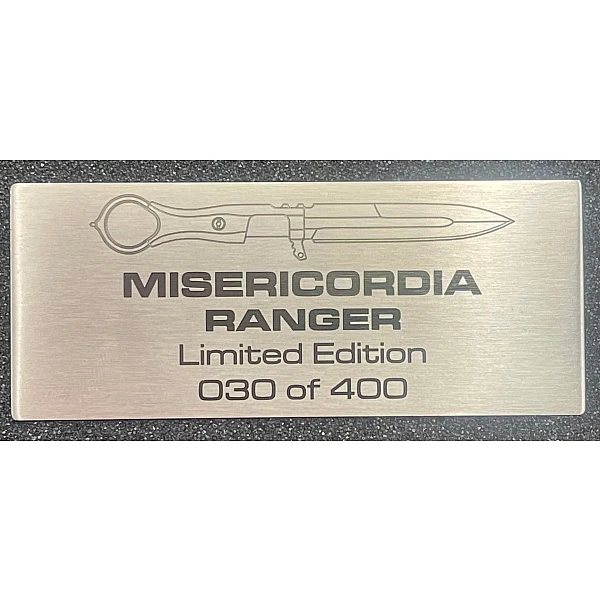 MISERICORDIA
RANGER
Limited Edition
030 of 400